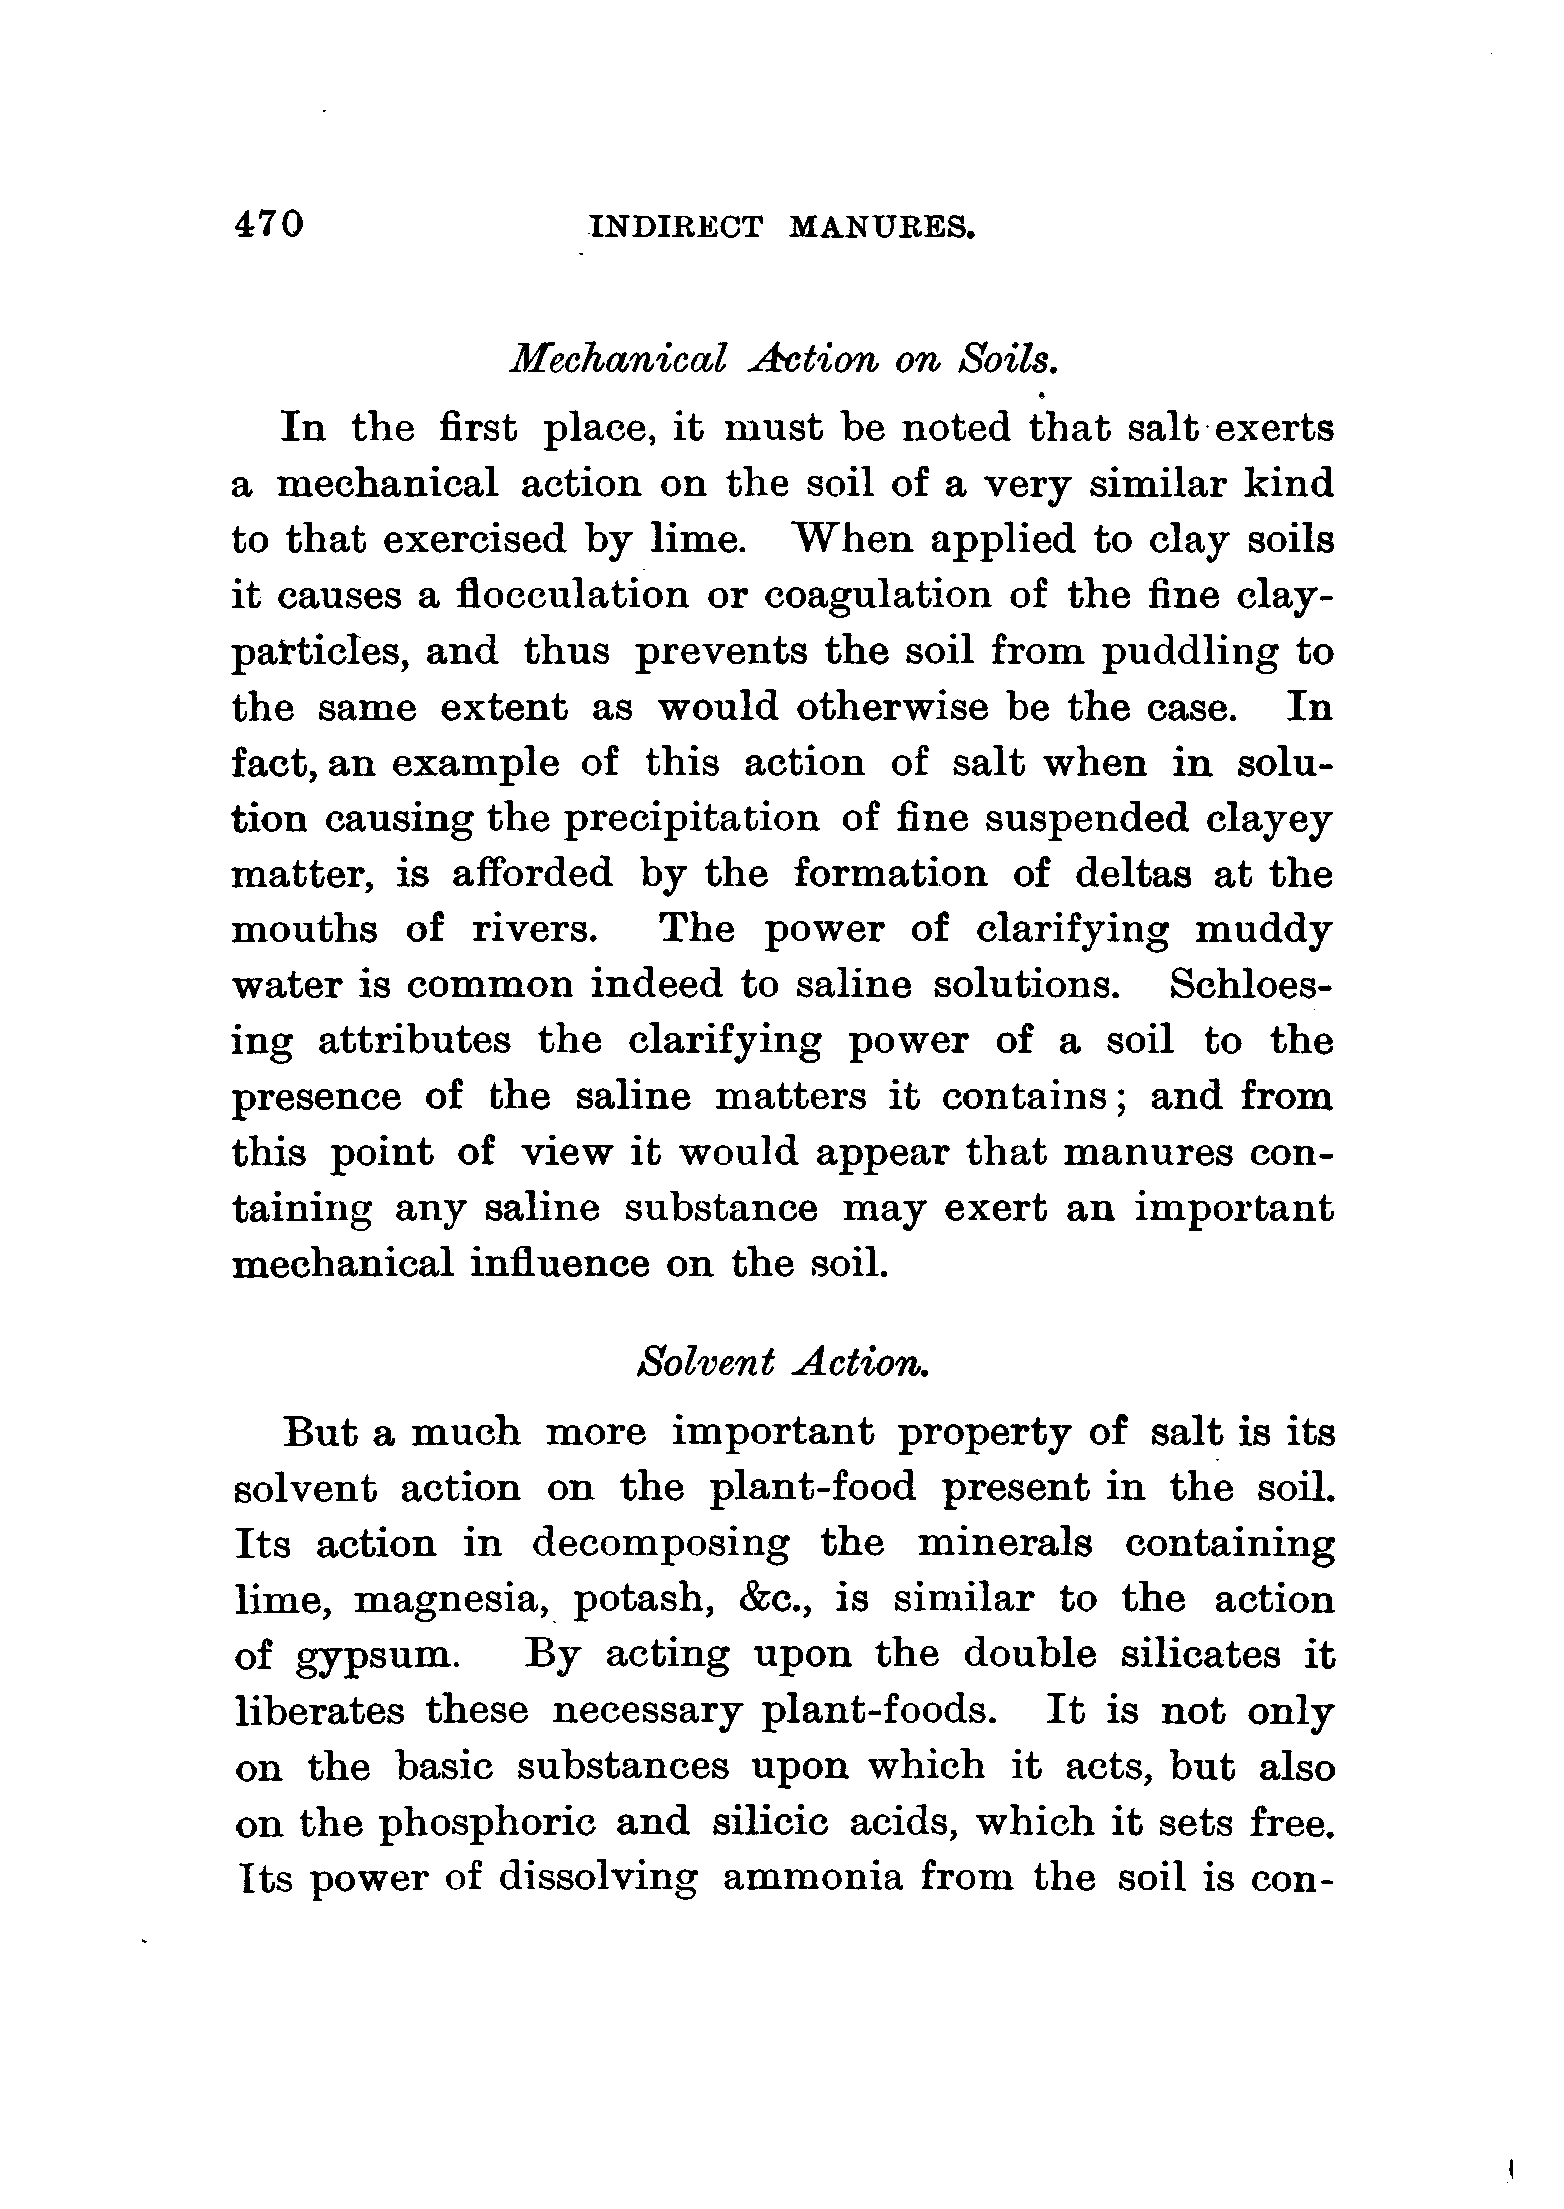 470 INDIRECT MANURES.
Mechanical Action on Soils.
In the first place, it must be noted that salt exerts
a mechanical action on the soil of a very similar kind
to that exercised by lime. When applied to clay soils
it causes a flocculation or coagulation of the fine clay-
particles, and thus prevents the soil from puddling to
the same extent as would otherwise be the case. In
fact, an example of this action of salt when in solu-
tion causing the precipitation of fine suspended clayey
matter, is afforded by the formation of deltas at the
mouths of rivers. The power of clarifying muddy
water is common indeed to saline solutions. Schloes-
ing attributes the clarifying power of a soil to the
presence of the saline matters it contains; and from
this point of view it would appear that manures con-
taining any saline substance may exert an important
mechanical influence on the soil.
Solvent Action.
But a much more important property of salt is its
solvent action on the plant-food present in the soil.
Its action in decomposing the minerals containing
lime, magnesia, potash, &c., is similar to the action
of gypsum. By acting upon the double silicates it
liberates these necessary plant-foods. It is not only
on the basic substances upon which it acts, but also
on the phosphoric and silicic acids, which it sets free.
Its power of dissolving ammonia from the soil is con-